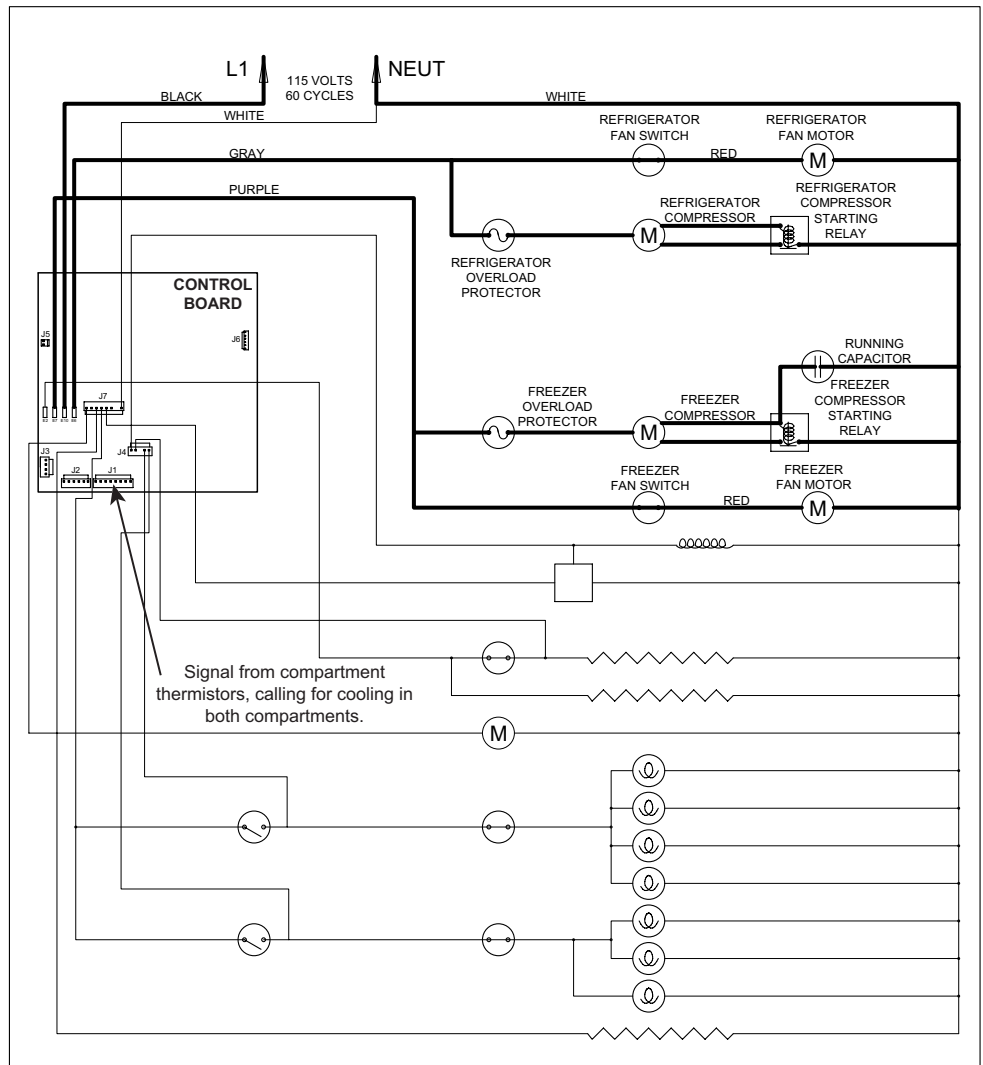 L1
NEUT
115 VOLTS
60 CYCLES
BLACK
WHITE
WHITE
REFRIGERATOR
FAN SWITCH
REFRIGERATOR
FAN MOTOR
GRAY
RED
M
PURPLE
REFRIGERATOR
COMPRESSOR
REFRIGERATOR
COMPRESSOR
STARTING
RELAY
M
REFRIGERATOR
OVERLOAD
PROTECTOR
CONTROL
BOARD
J5
J6
RUNNING
CAPACITOR
J7
FREEZER
OVERLOAD
PROTECTOR
FREEZER
COMPRESSOR
FREEZER
COMPRESSOR
STARTING
RELAY
M
J4
J3
J2
J1
FREEZER
FAN SWITCH
FREEZER
FAN MOTOR
RED
M
Signal from compartment
thermistors, calling for cooling in
both compartments.
M